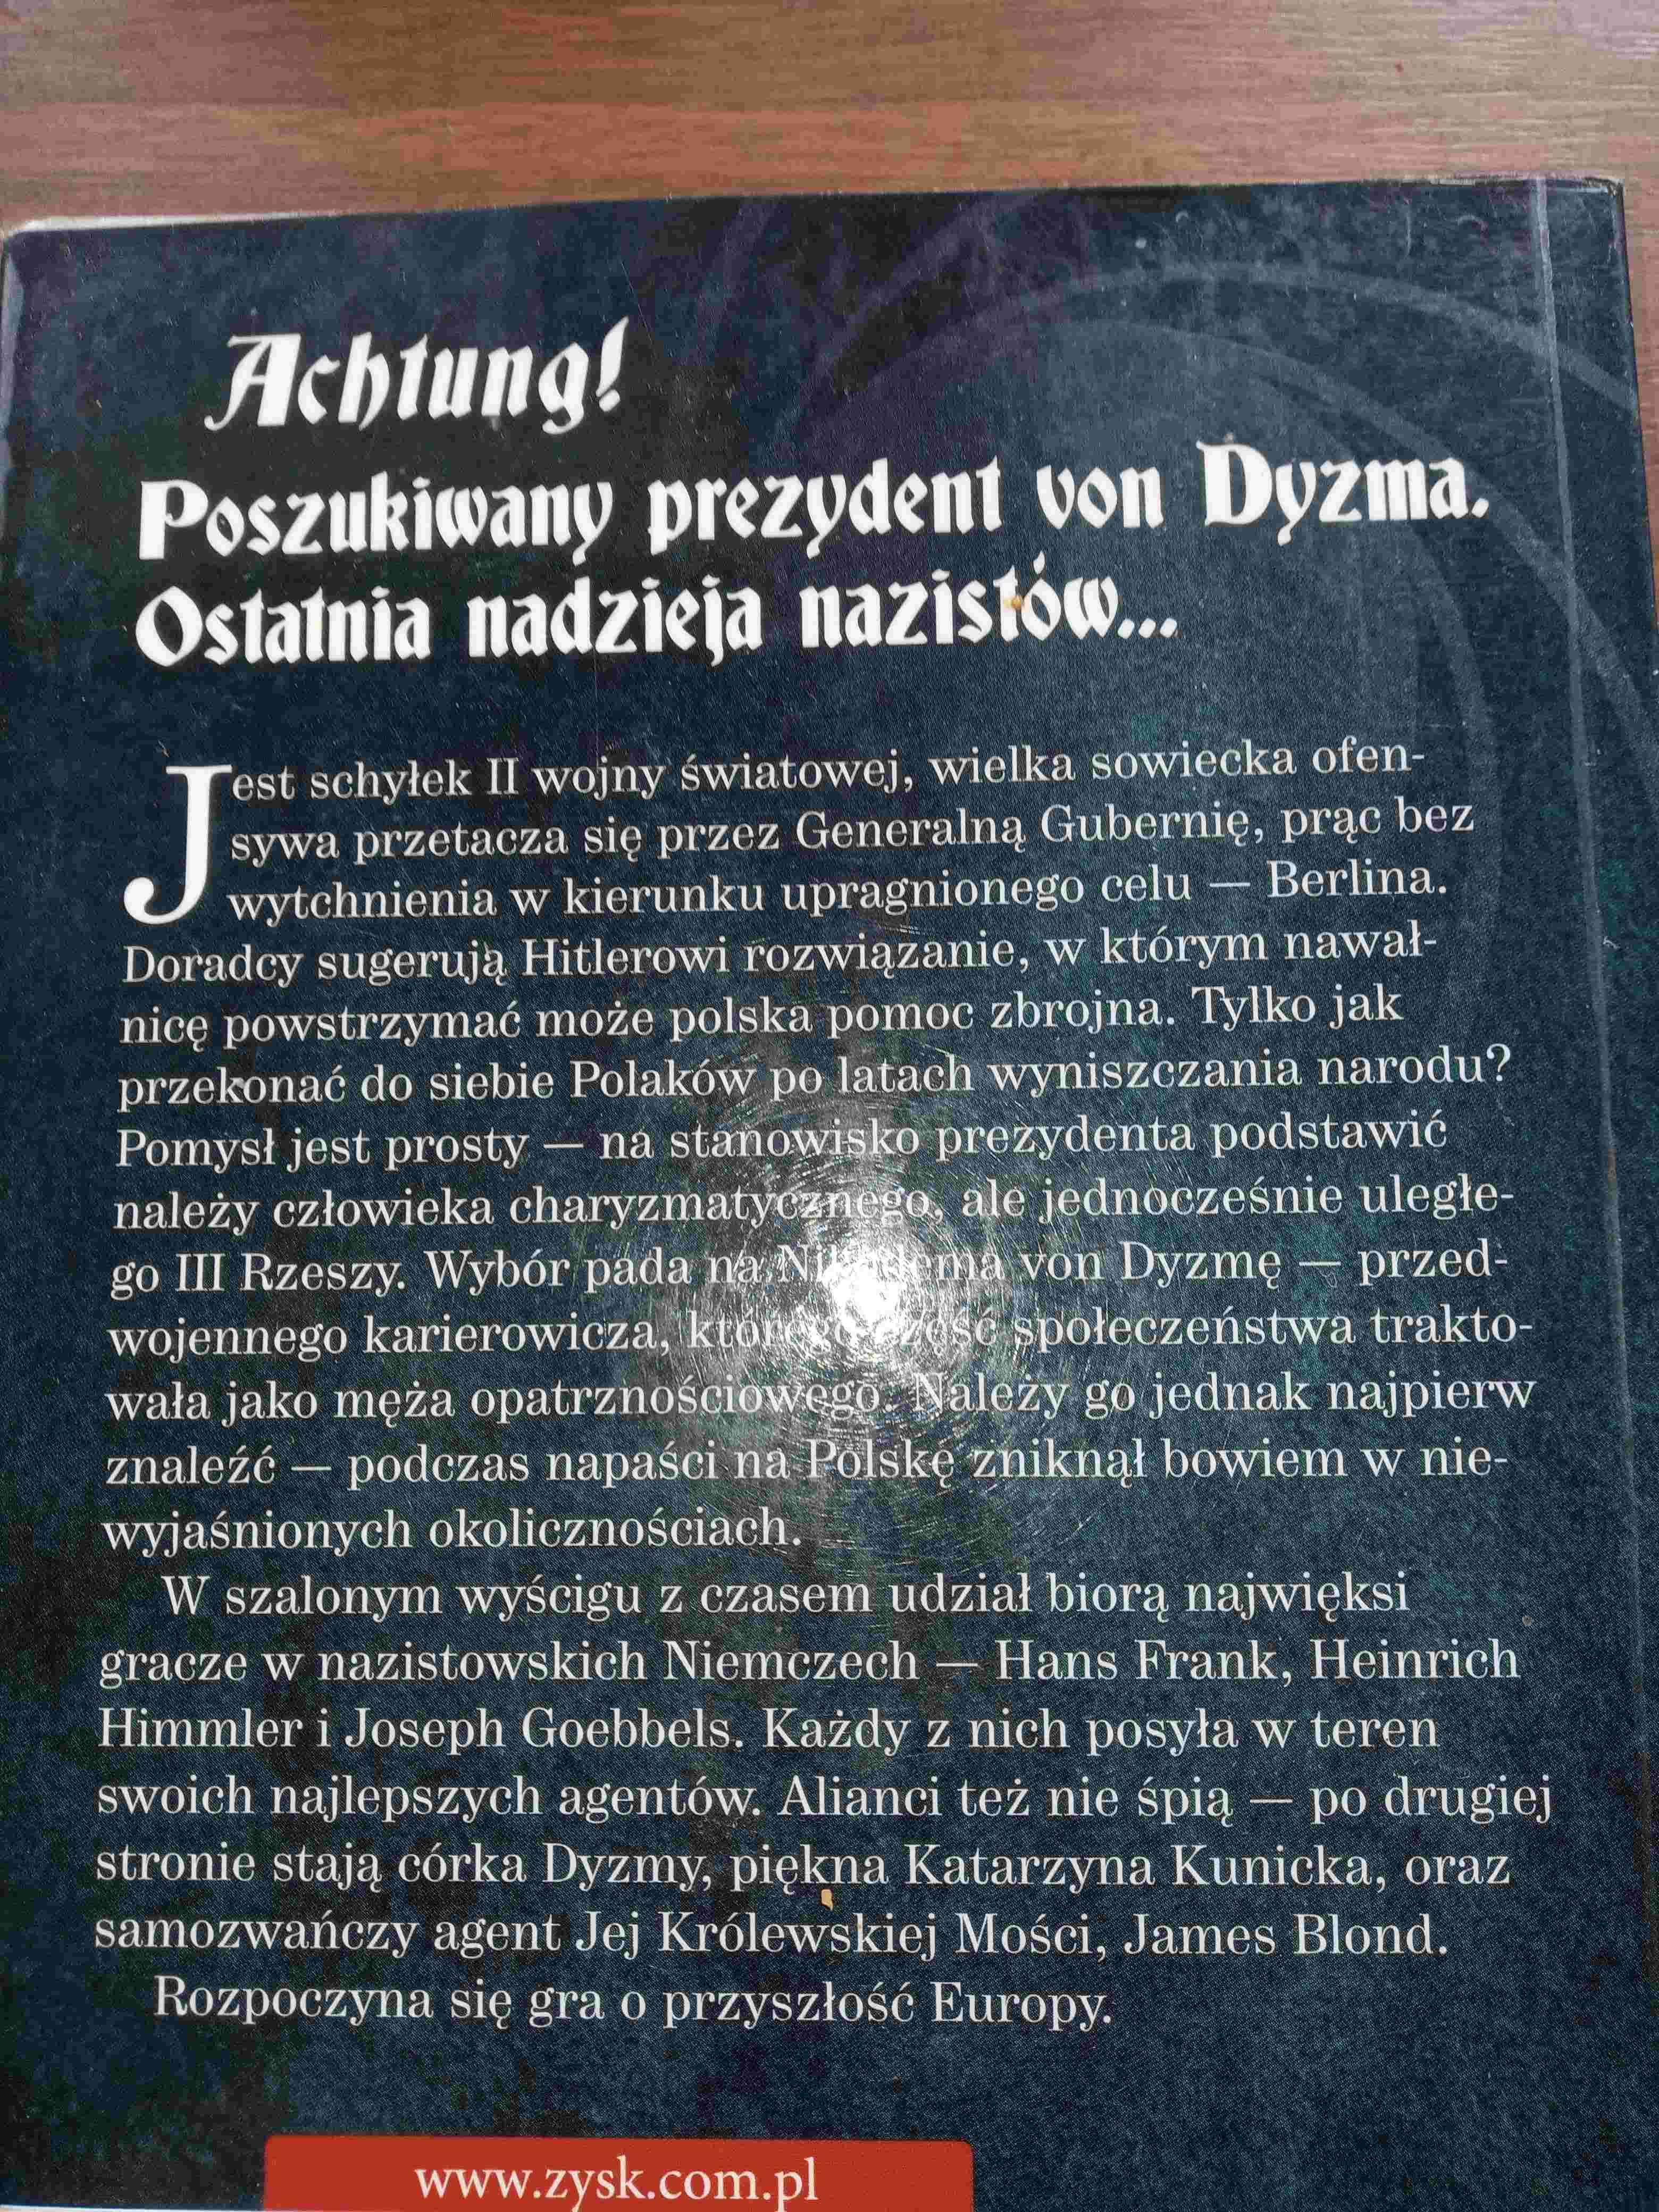 Achtung!
Poszukiwany prezydent von Dyzma.
Ostatnia nadzieja nazistów...
Jest schyłek II wojny światowej, wielka sowiecka ofen-
sywa przetacza się przez Generalną Gubernię, prąc bez
wytchnienia w kierunku upragnionego celu — Berlina.
Doradcy sugerują Hitlerowi rozwiązanie, w którym nawał-
nicę powstrzymać może polska pomoc zbrojna. Tylko jak
przekonać do siebie Polaków po latach wyniszczania narodu?
Pomysł jest prosty — na stanowisko prezydenta podstawić
należy człowieka charyzmatycznego, ale jednocześnie uległe-
go III Rzeszy. Wybór pada na von Dyzmę — przed-
wojennego karierowicza, społeczeństwa trakto-
wała jako męża opatrznościowego. Należy go jednak najpierw
znaleźć — podczas napaści na Polskę zniknął bowiem w nie-
wyjaśnionych okolicznościach.
W szalonym wyścigu z czasem udział biorą najwięksi
gracze w nazistowskich Niemczech — Hans Frank, Heinrich
Himmler i Joseph Goebbels. Każdy z nich posyła w teren
swoich najlepszych agentów. Alianci też nie śpią — po drugiej
stronie stają córka Dyzmy, piękna Katarzyna Kunicka, oraz
samozwańczy agent Jej Królewskiej Mości, James Blond.
Rozpoczyna się gra o przyszłość Europy.
www.zysk.com.pl